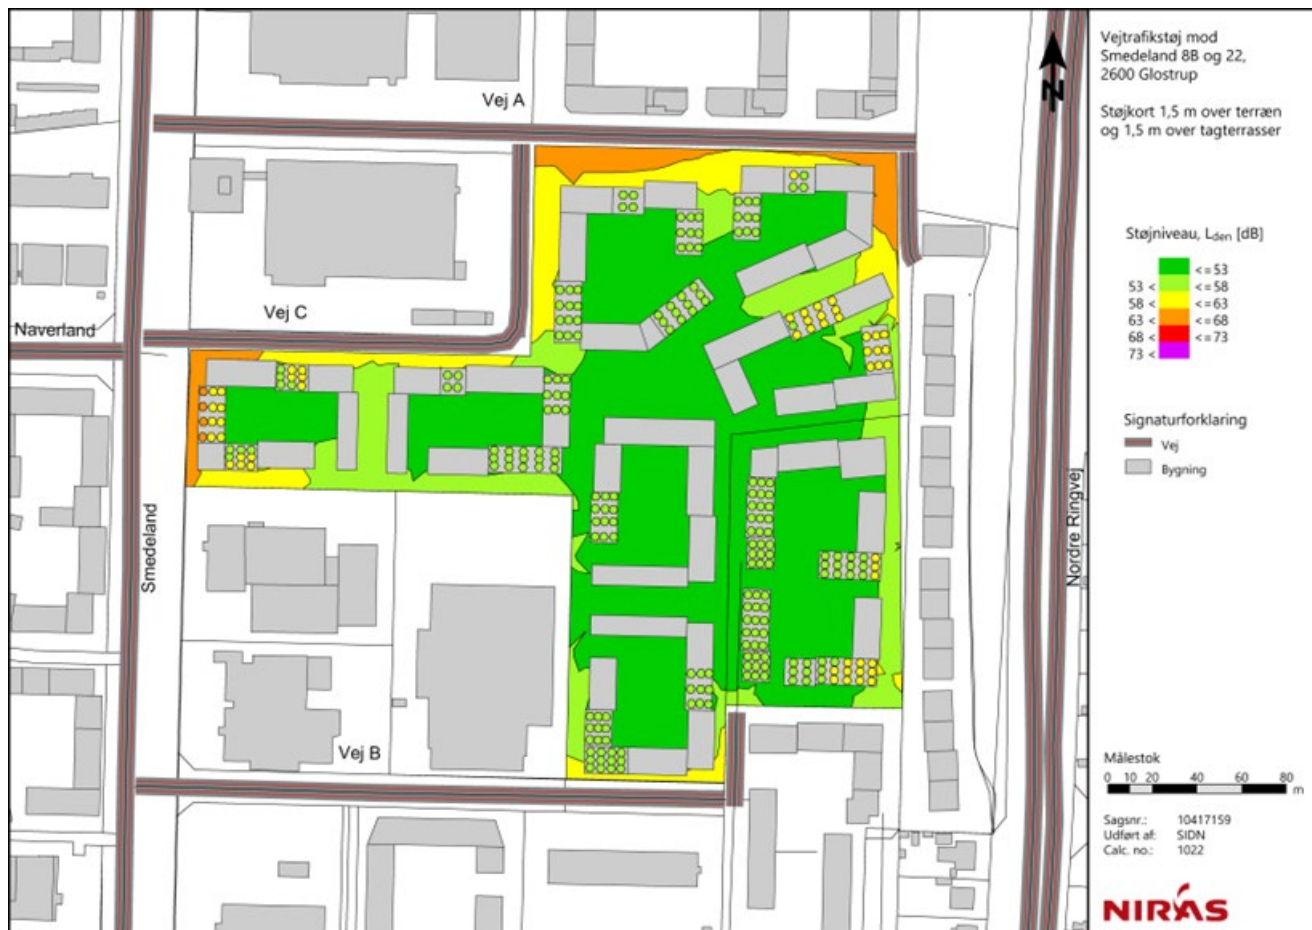 Vejtrafikstøj mod
Smedeland 8B og 22,
2600 Glostrup
Støjkort 1,5 m over terræn
og 1,5 m over tagterrasser
N
Vej A
Vej C
Naverland
Smedeland
Vej B
Nordre Ringvej
Støjniveau, Lden [dB]
<= 53
53 < <= 58
58 < <= 63
63 < <= 68
68 < <= 73
73 <
Signaturforklaring
Vej
Bygning
Målestok
0 10 20 40 60 80 m
Sagsnr.: 10417159
Udført af: SIDN
Calc. no.: 1022
NIRAS